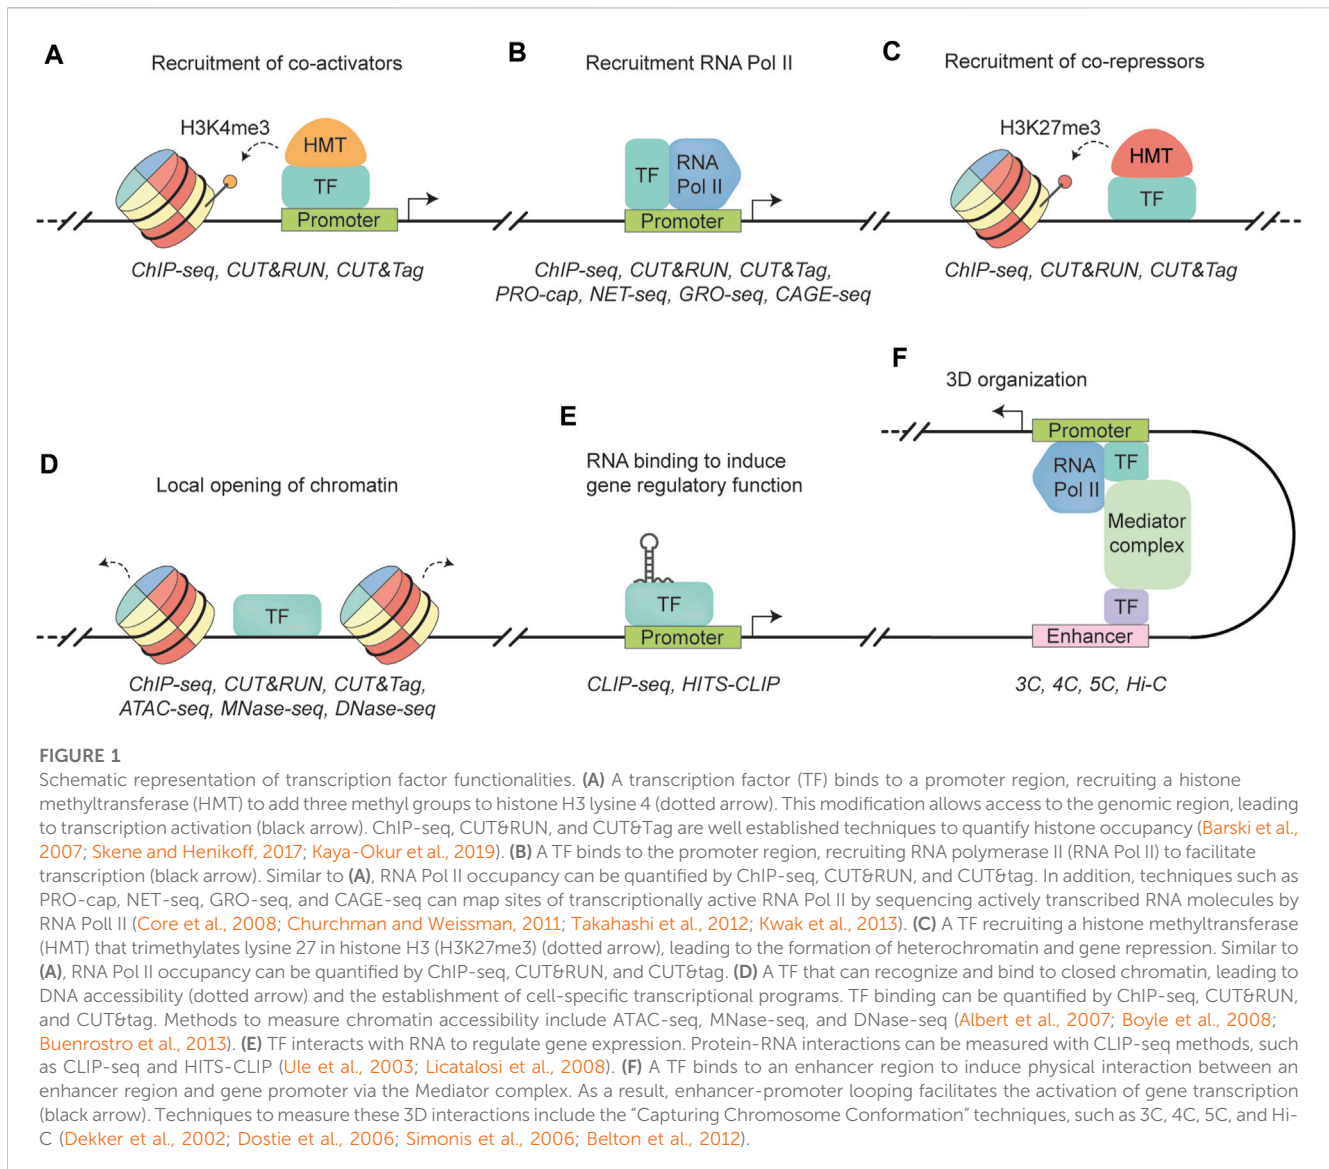 A
Recruitment of co-activators
H3K4me3
HMT
TF
Promoter
ChIP-seq, CUT&RUN, CUT&Tag
B
Recruitment RNA Pol II
TF
RNA
Pol II
Promoter
ChIP-seq, CUT&RUN, CUT&Tag,
PRO-cap, NET-seq, GRO-seq, CAGE-seq
C
Recruitment of co-repressors
H3K27me3
HMT
TF
ChIP-seq, CUT&RUN, CUT&Tag
D
Local opening of chromatin
TF
ChIP-seq, CUT&RUN, CUT&Tag,
ATAC-seq, MNase-seq, DNase-seq
E
RNA binding to induce
gene regulatory function
TF
Promoter
CLIP-seq, HITS-CLIP
F
3D organization
Promoter
RNA
Pol II
TF
Mediator
complex
TF
Enhancer
3C, 4C, 5C, Hi-C
FIGURE 1
Schematic representation of transcription factor functionalities. (A) A transcription factor (TF) binds to a promoter region, recruiting a histone
methyltransferase (HMT) to add three methyl groups to histone H3 lysine 4 (dotted arrow). This modification allows access to the genomic region, leading
to transcription activation (black arrow). ChIP-seq, CUT&RUN, and CUT&Tag are well established techniques to quantify histone occupancy (Barski et al.,
2007; Skene and Henikoff, 2017; Kaya-Okur et al., 2019). (B) A TF binds to the promoter region, recruiting RNA polymerase II (RNA Pol II) to facilitate
transcription (black arrow). Similar to (A), RNA Pol II occupancy can be quantified by ChIP-seq, CUT&RUN, and CUT&tag. In addition, techniques such as
PRO-cap, NET-seq, GRO-seq, and CAGE-seq can map sites of transcriptionally active RNA Pol II by sequencing actively transcribed RNA molecules by
RNA Poll II (Core et al., 2008; Churchman and Weissman, 2011; Takahashi et al., 2012; Kwak et al., 2013). (C) A TF recruiting a histone methyltransferase
(HMT) that trimethylates lysine 27 in histone H3 (H3K27me3) (dotted arrow), leading to the formation of heterochromatin and gene repression. Similar to
(A), RNA Pol II occupancy can be quantified by ChIP-seq, CUT&RUN, and CUT&tag. (D) A TF that can recognize and bind to closed chromatin, leading to
DNA accessibility (dotted arrow) and the establishment of cell-specific transcriptional programs. TF binding can be quantified by ChIP-seq, CUT&RUN,
and CUT&tag. Methods to measure chromatin accessibility include ATAC-seq, MNase-seq, and DNase-seq (Albert et al., 2007; Boyle et al., 2008;
Buenrostro et al., 2013). (E) TF interacts with RNA to regulate gene expression. Protein-RNA interactions can be measured with CLIP-seq methods, such
as CLIP-seq and HITS-CLIP (Ule et al., 2003; Licatalosi et al., 2008). (F) A TF binds to an enhancer region to induce physical interaction between an
enhancer region and gene promoter via the Mediator complex. As a result, enhancer-promoter looping facilitates the activation of gene transcription
(black arrow). Techniques to measure these 3D interactions include the “Capturing Chromosome Conformation” techniques, such as 3C, 4C, 5C, and Hi-
C (Dekker et al., 2002; Dostie et al., 2006; Simonis et al., 2006; Belton et al., 2012).